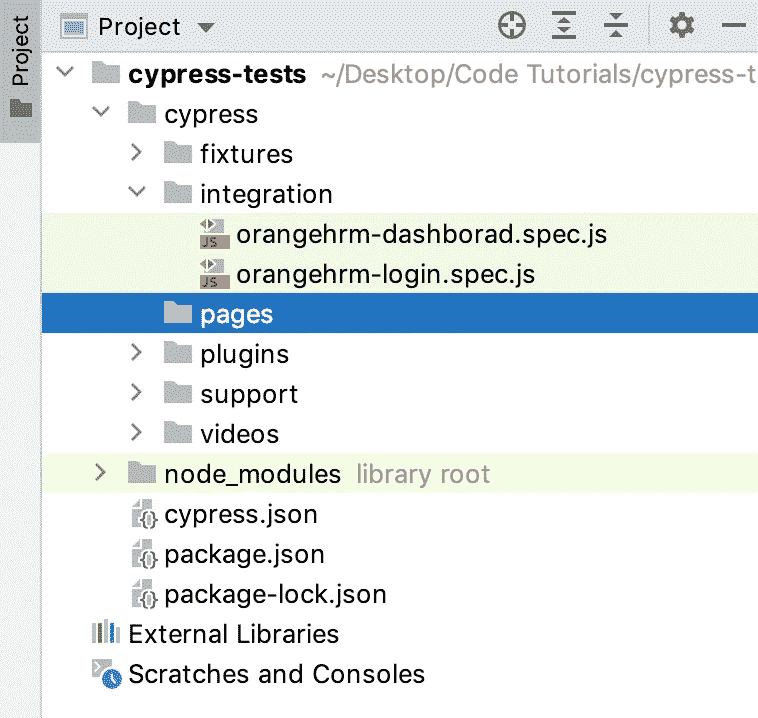 Project
Project
cypress-tests ~/Desktop/Code Tutorials/cypress-t
cypress
fixtures
integration
JS orangehrm-dashborad.spec.js
JS orangehrm-login.spec.js
pages
plugins
support
videos
node_modules library root
cypress.json
package.json
package-lock.json
External Libraries
Scratches and Consoles